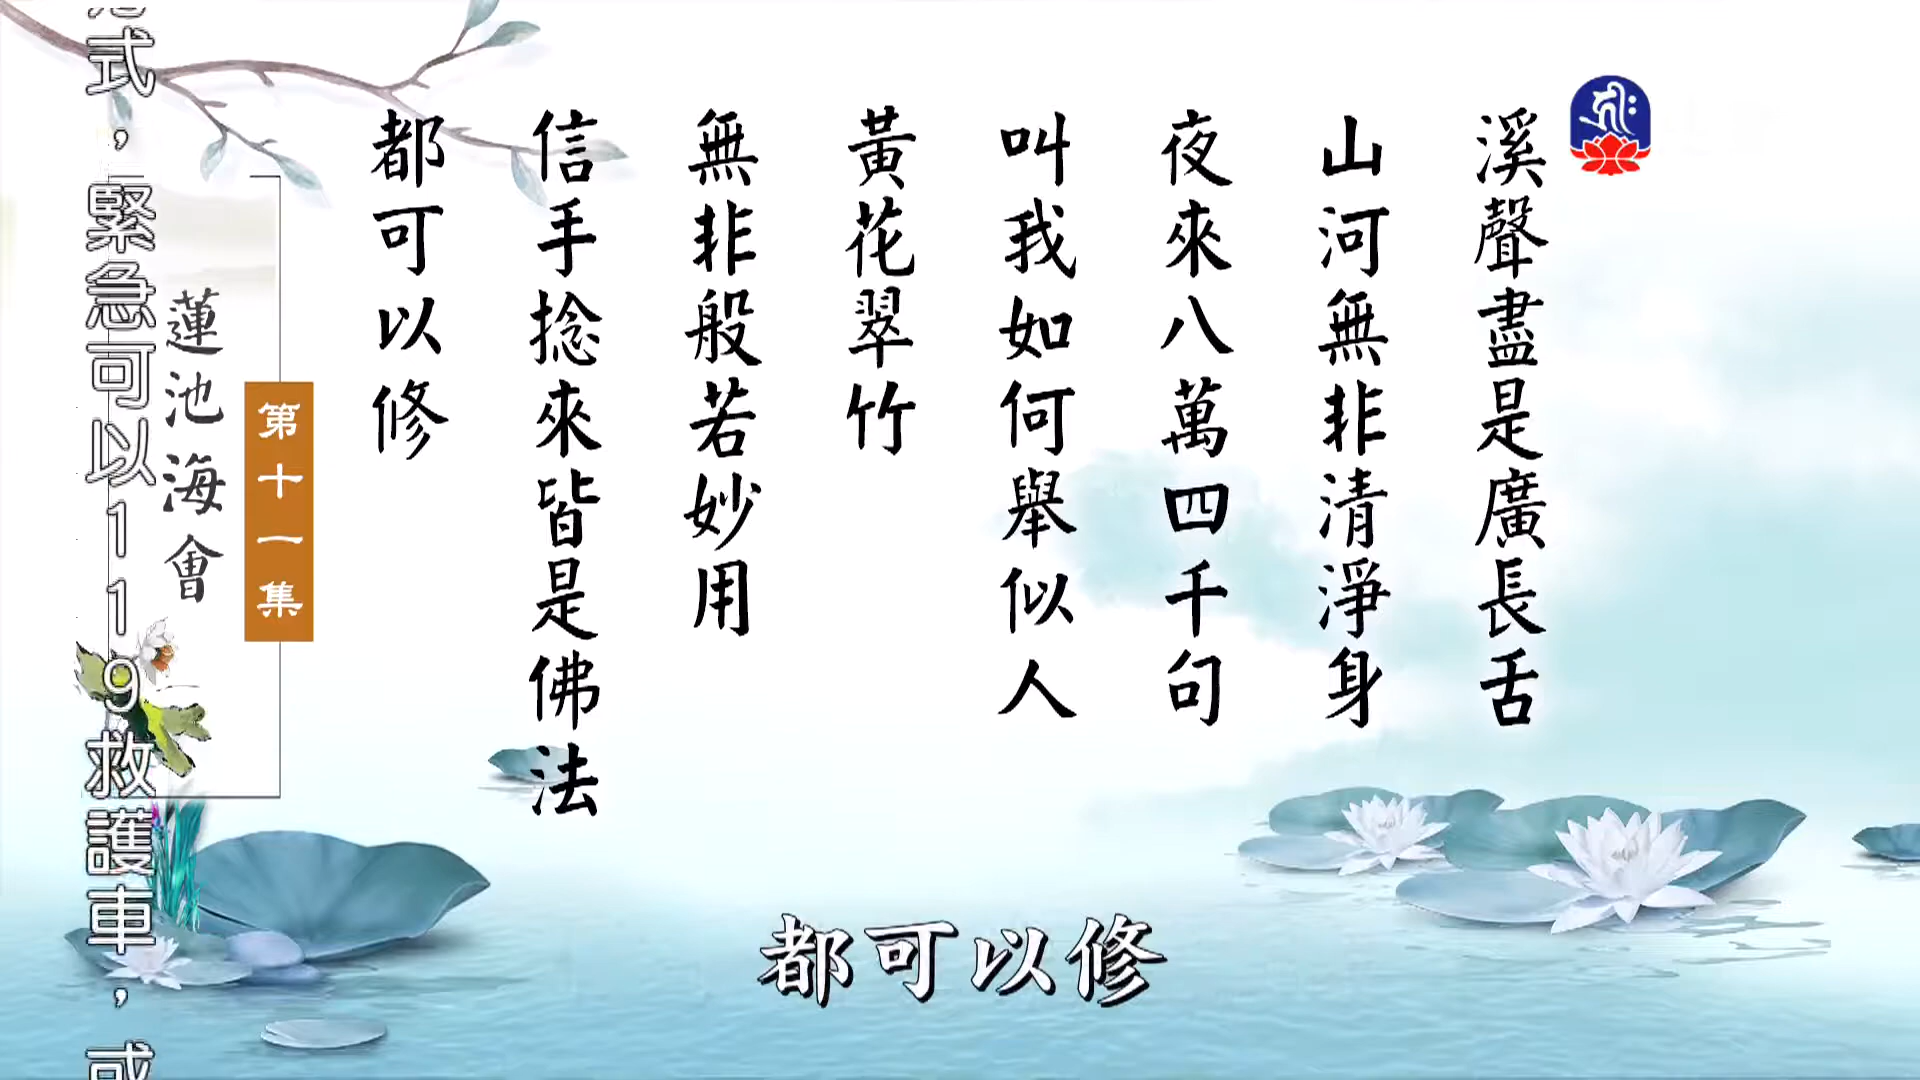 溪聲盡是廣長舌
山河無非清淨身
夜來八萬四千句
叫我如何舉似人
黃花翠竹
無非般若妙用
信手捻來皆是佛法
都可以修
第十一集
蓮池海會
式，緊急可以119救護車，或
都可以修